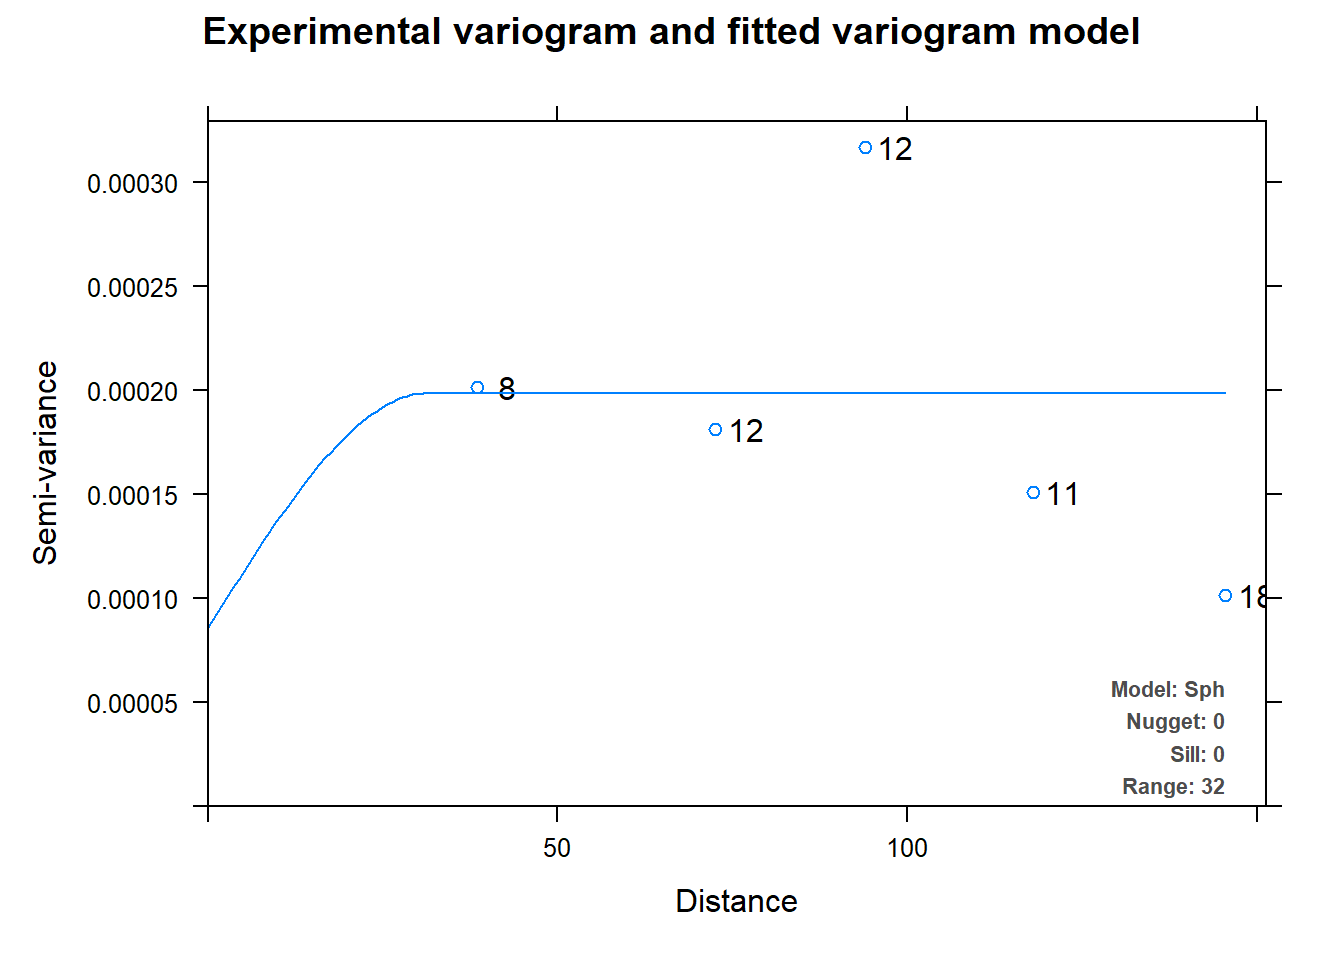 Experimental variogram and fitted variogram model
0.00030
0.00025
0.00020
0.00015
0.00010
0.00005
Semi-variance
12
8
12
11
18
Model: Sph
Nugget: 0
Sill: 0
Range: 32
50
100
Distance